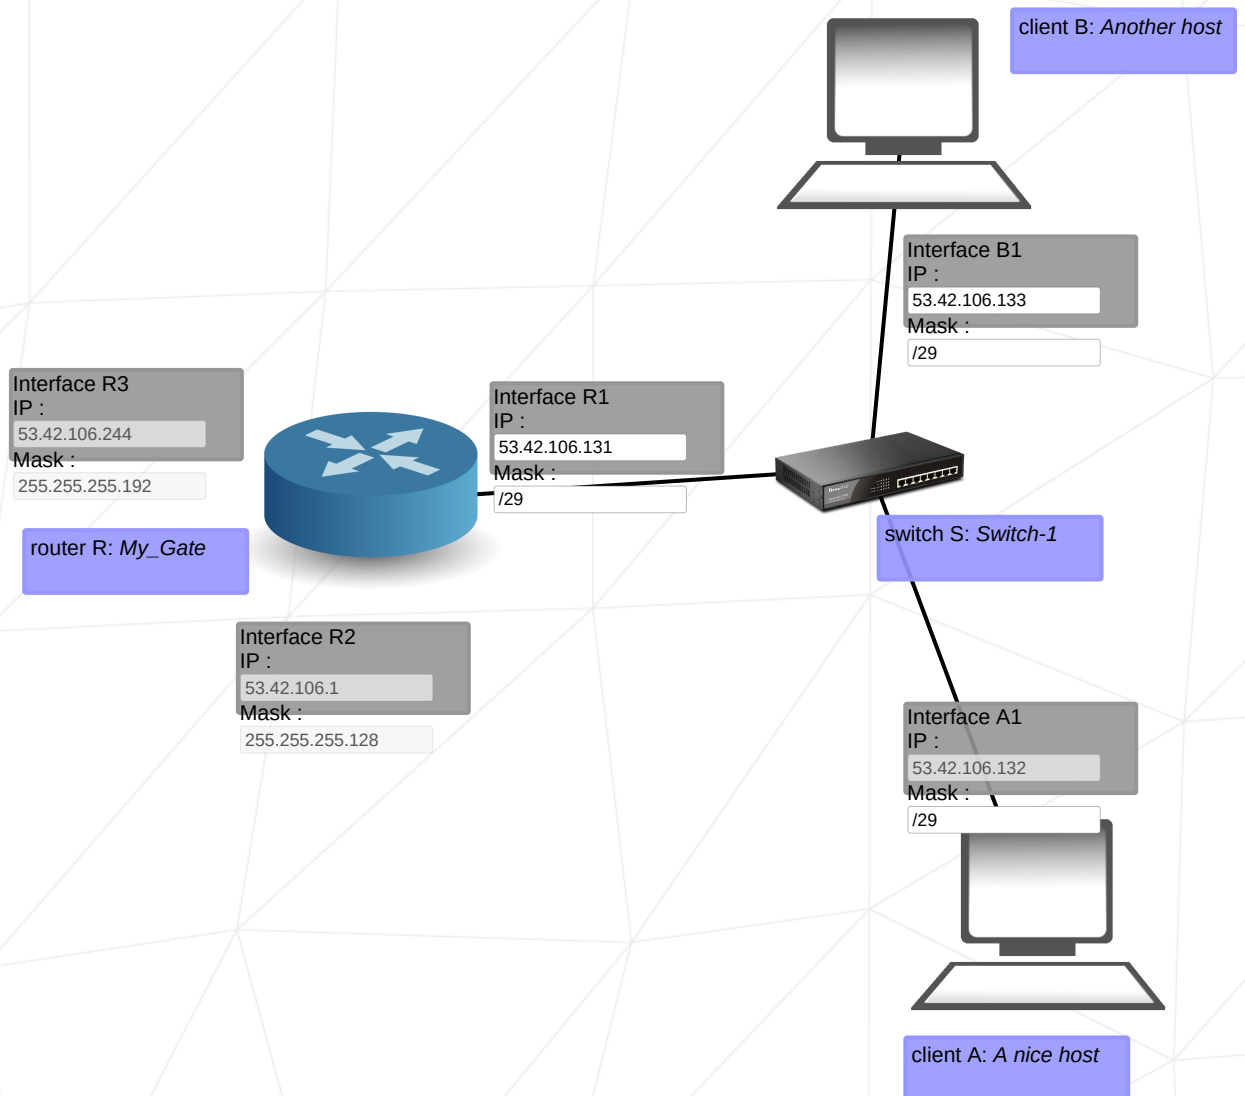 client B: Another host
Interface B1
IP :
53.42.106.133
Mask :
/29
Interface R3
IP :
53.42.106.244
Mask :
255.255.255.192
Interface R1
IP :
53.42.106.131
Mask :
/29
router R: My_Gate
switch S: Switch-1
Interface R2
IP :
53.42.106.1
Mask :
255.255.255.128
Interface A1
IP :
53.42.106.132
Mask :
/29
client A: A nice host